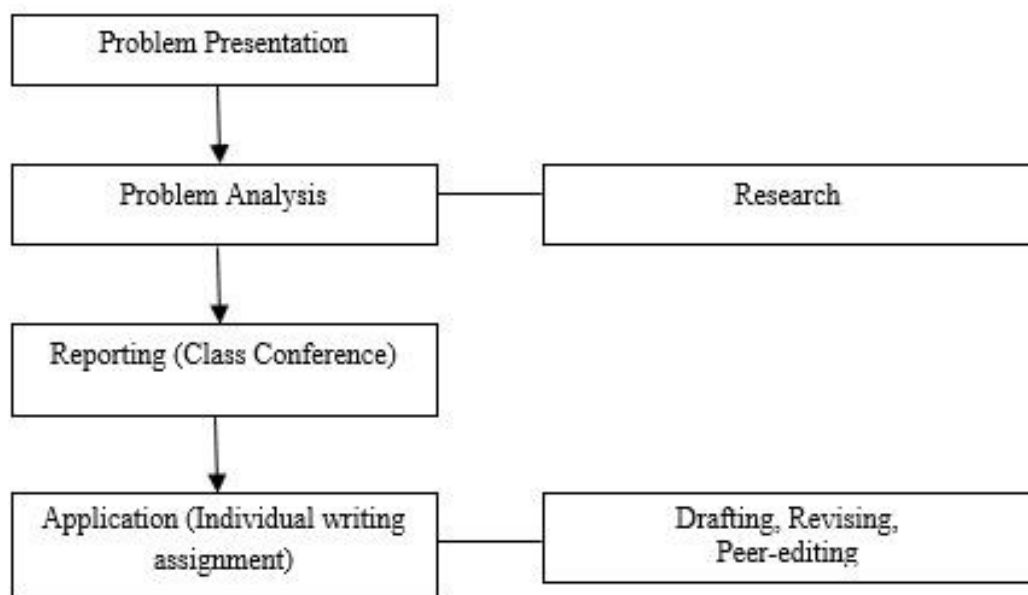 Problem Presentation
Problem Analysis
Research
Reporting (Class Conference)
Application (Individual writing
assignment)
Drafting, Revising,
Peer-editing